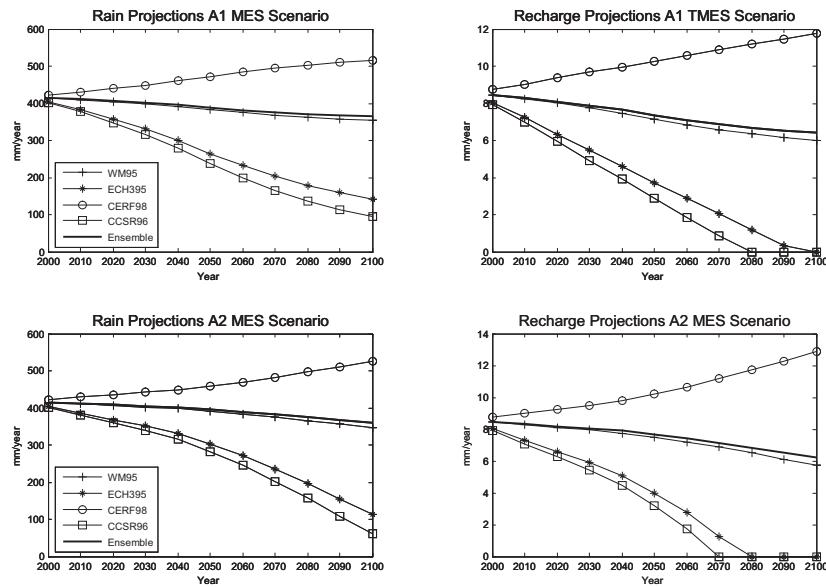 Rain Projections A1 MES Scenario
600
500
400
300
200
100
0
mm/year
WM95
ECH395
CERF98
CCSR96
Ensemble
2000 2010 2020 2030 2040 2050 2060 2070 2080 2090 2100
Year
Recharge Projections A1 TMES Scenario
12
10
8
6
4
2
0
mm/year
2000 2010 2020 2030 2040 2050 2060 2070 2080 2090 2100
Year
Rain Projections A2 MES Scenario
600
500
400
300
200
100
0
mm/year
WM95
ECH395
CERF98
CCSR96
Ensemble
2000 2010 2020 2030 2040 2050 2060 2070 2080 2090 2100
Year
Recharge Projections A2 MES Scenario
14
12
10
8
6
4
2
0
mm/year
2000 2010 2020 2030 2040 2050 2060 2070 2080 2090 2100
Year